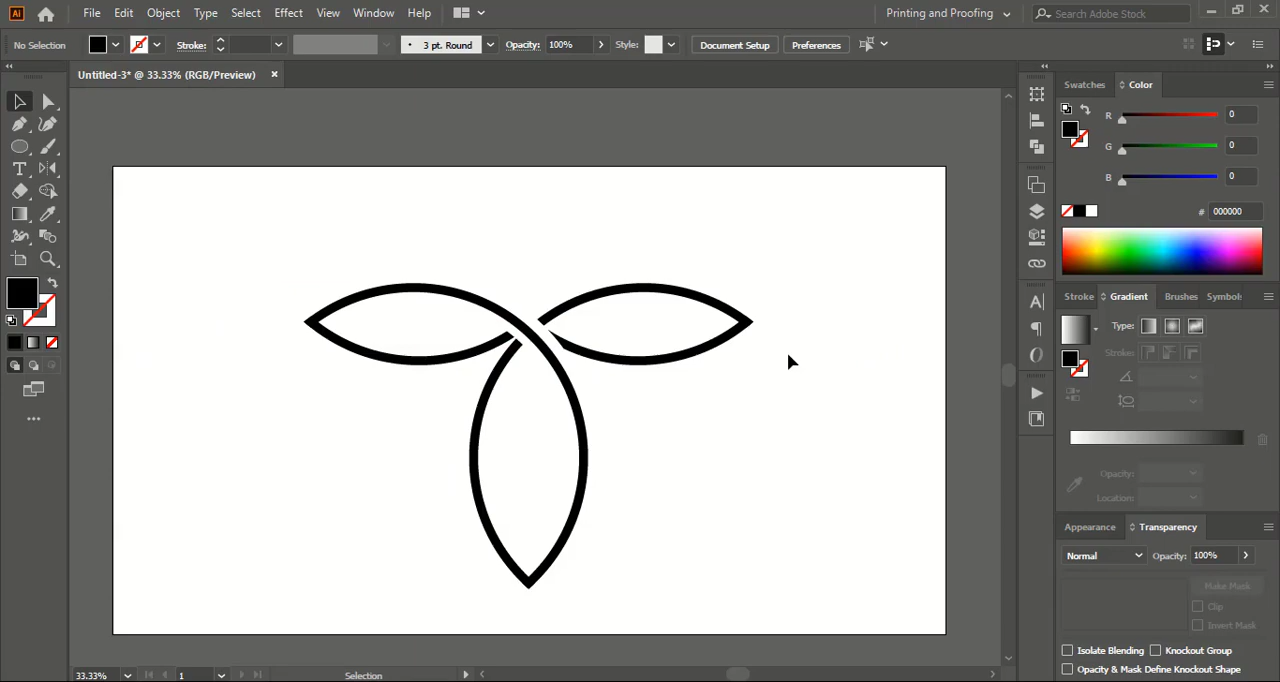 Ai File Edit Object Type Select Effect View Window Help Printing and Proofing Search Adobe Stock
No Selection Stroke: 3 pt. Round Opacity: 100% Style: Document Setup Preferences
Untitled-3* @ 33.33% (RGB/Preview)
Swatches Color
R 0
G 0
B 0
# 000000
Stroke Gradient Brushes Symbols
Type:
Stroke:
Opacity:
Location:
Appearance Transparency
Normal Opacity: 100%
Make Mask
Clip
Invert Mask
Isolate Blending Knockout Group
Opacity & Mask Define Knockout Shape
33.33% 1 Selection